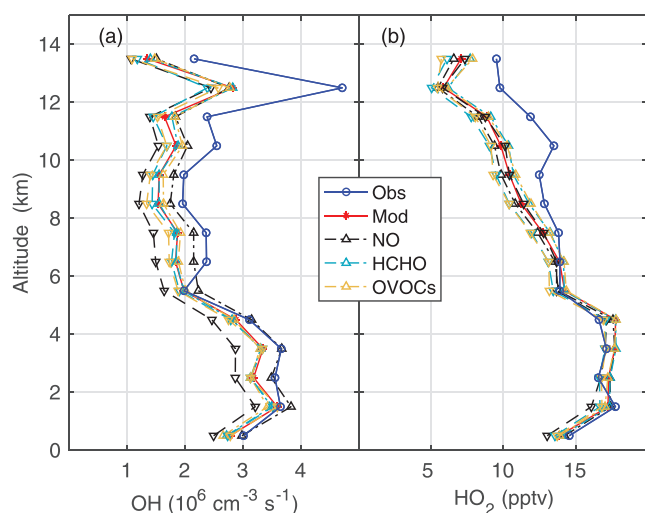 (a)
(b)
14
12
10
8
6
4
2
0
Altitude (km)
Obs
Mod
NO
HCHO
OVOCs
1 2 3 4
5 10 15
OH (10⁶ cm⁻³ s⁻¹)
HO₂ (pptv)